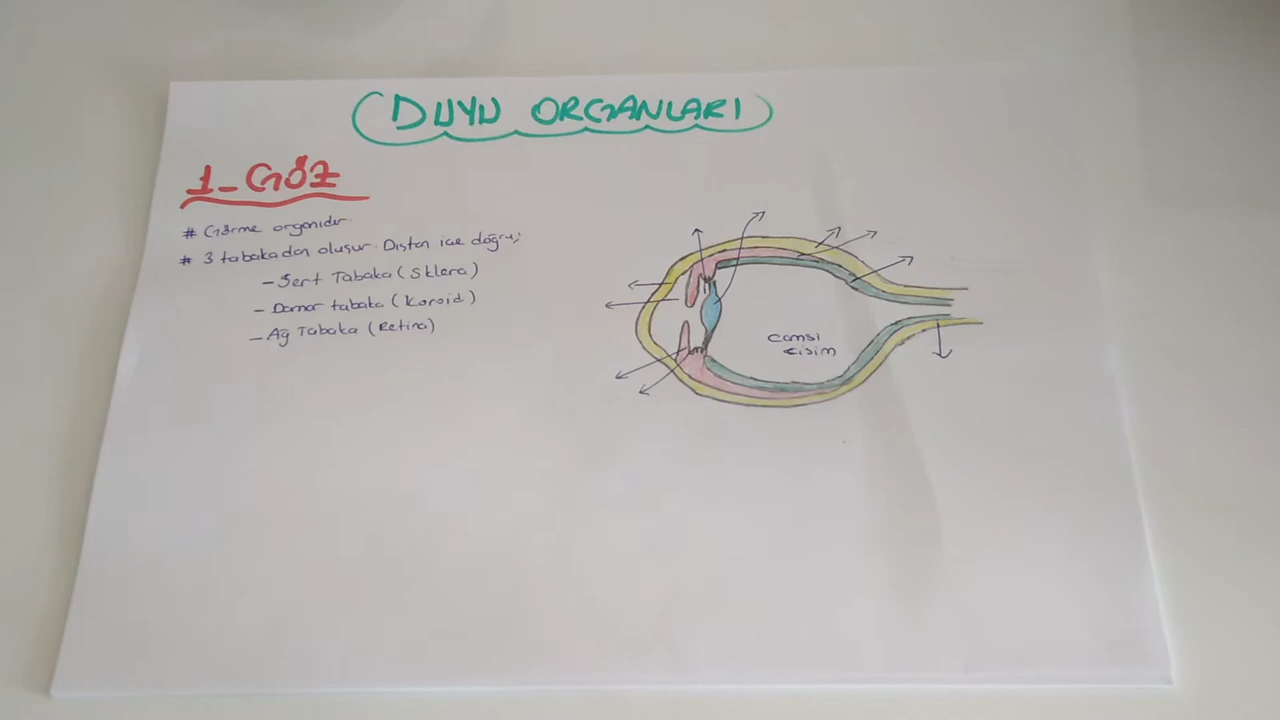 DUYU ORGANLARI
1- GÖZ
# Görme organıdır.
# 3 tabakadan oluşur. Dıştan içe doğru;
- Sert Tabaka (Sklera)
- Damar tabaka (Koroid)
- Ağ Tabaka (Retina)
camsı
cisim